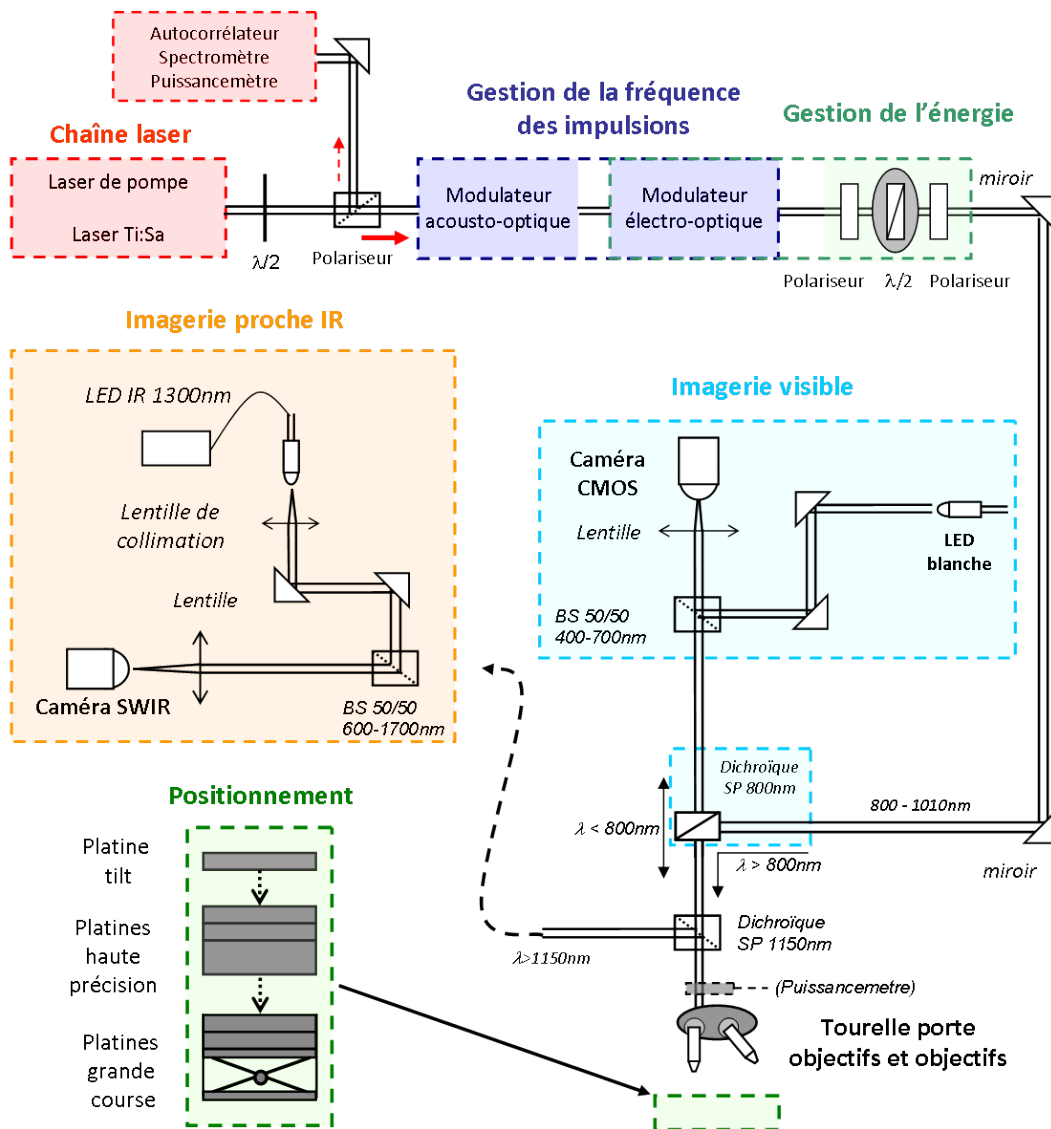 Autocorrélateur
Spectromètre
Puissancemètre
Gestion de la fréquence
des impulsions
Gestion de l’énergie
Chaîne laser
Laser de pompe
Laser Ti:Sa
λ/2
Polariseur
Modulateur
acousto-optique
Modulateur
électro-optique
miroir
Polariseur
λ/2
Polariseur
Imagerie proche IR
LED IR 1300nm
Lentille de
collimation
Lentille
Caméra SWIR
BS 50/50
600-1700nm
Imagerie visible
Caméra
CMOS
Lentille
LED
blanche
BS 50/50
400-700nm
Dichroïque
SP 800nm
800 - 1010nm
λ < 800nm
λ > 800nm
miroir
Dichroïque
SP 1150nm
λ>1150nm
(Puissancemetre)
Tourelle porte
objectifs et objectifs
Positionnement
Platine
tilt
Platines
haute
précision
Platines
grande
course